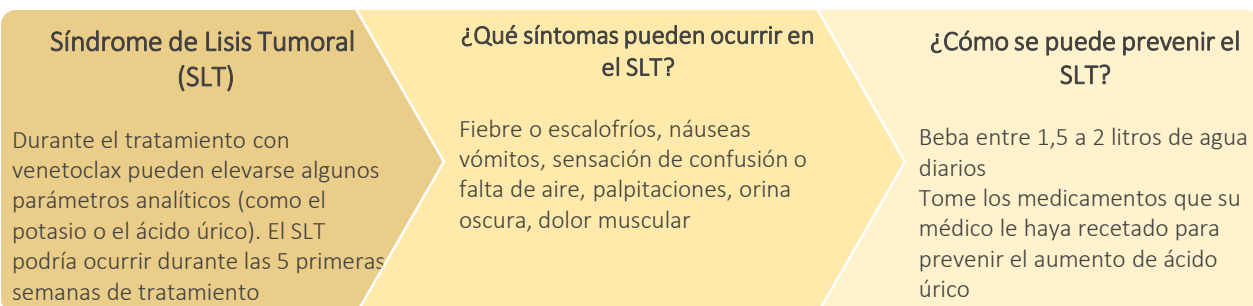 Síndrome de Lisis Tumoral
(SLT)
Durante el tratamiento con
venetoclax pueden elevarse algunos
parámetros analíticos (como el
potasio o el ácido úrico). El SLT
podría ocurrir durante las 5 primeras
semanas de tratamiento
¿Qué síntomas pueden ocurrir en
el SLT?
Fiebre o escalofríos, náuseas
vómitos, sensación de confusión o
falta de aire, palpitaciones, orina
oscura, dolor muscular
¿Cómo se puede prevenir el
SLT?
Beba entre 1,5 a 2 litros de agua
diarios
Tome los medicamentos que su
médico le haya recetado para
prevenir el aumento de ácido
úrico